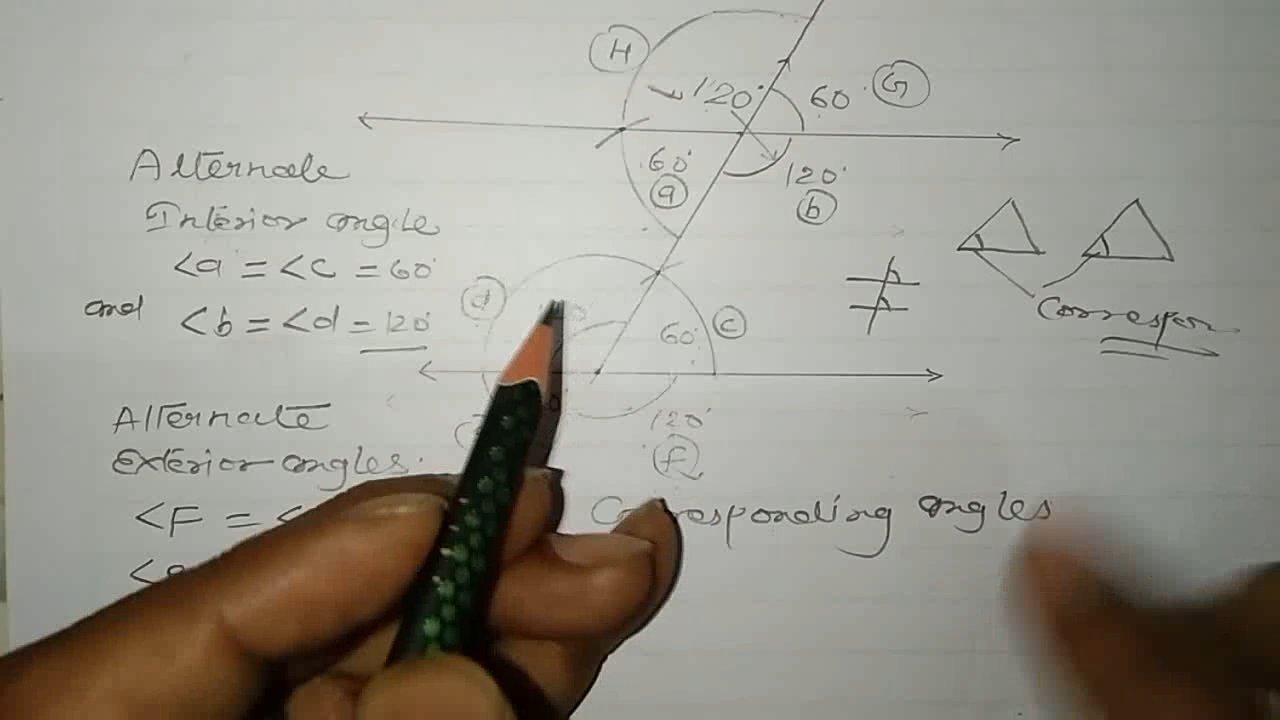 H
120°
60° G
60°
a
120°
b
Alternate
Interior angle
<a = <c = 60°
and <b = <d = 120°
d
60° c
Correspon
120°
F
Alternate
Exterior angles.
<F = <
Corresponding angles